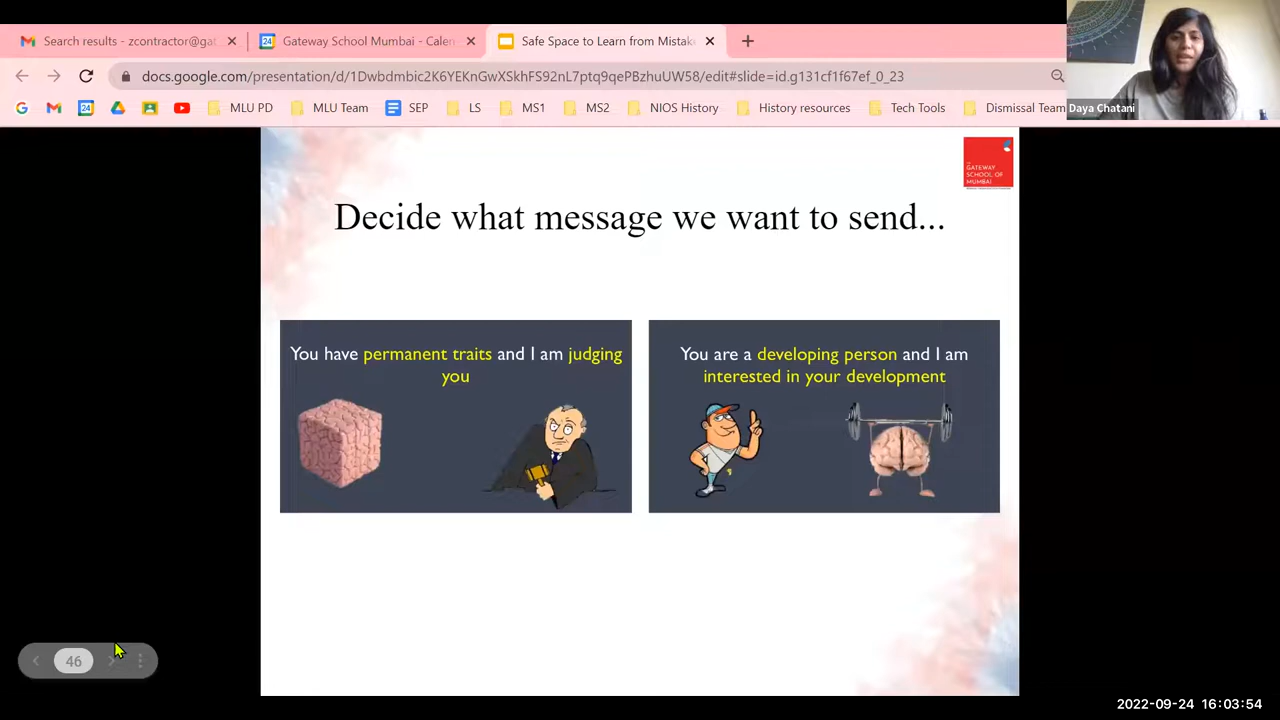 Search results - zcontractor@gat
Gateway School Mumbai - Calen
Safe Space to Learn from Mistak
docs.google.com/presentation/d/1Dwbdmbic2K6YEKnGwXSkhFS92nL7ptq9qePBzhuUW58/edit#slide=id.g131cf1f67ef_0_23
MLU PD
MLU Team
SEP
LS
MS1
MS2
NIOS History
History resources
Tech Tools
Dismissal Team
Daya Chatani
GATEWAY
SCHOOL OF
MUMBAI
Decide what message we want to send...
You have permanent traits and I am judging
you
You are a developing person and I am
interested in your development
46
2022-09-24 16:03:54